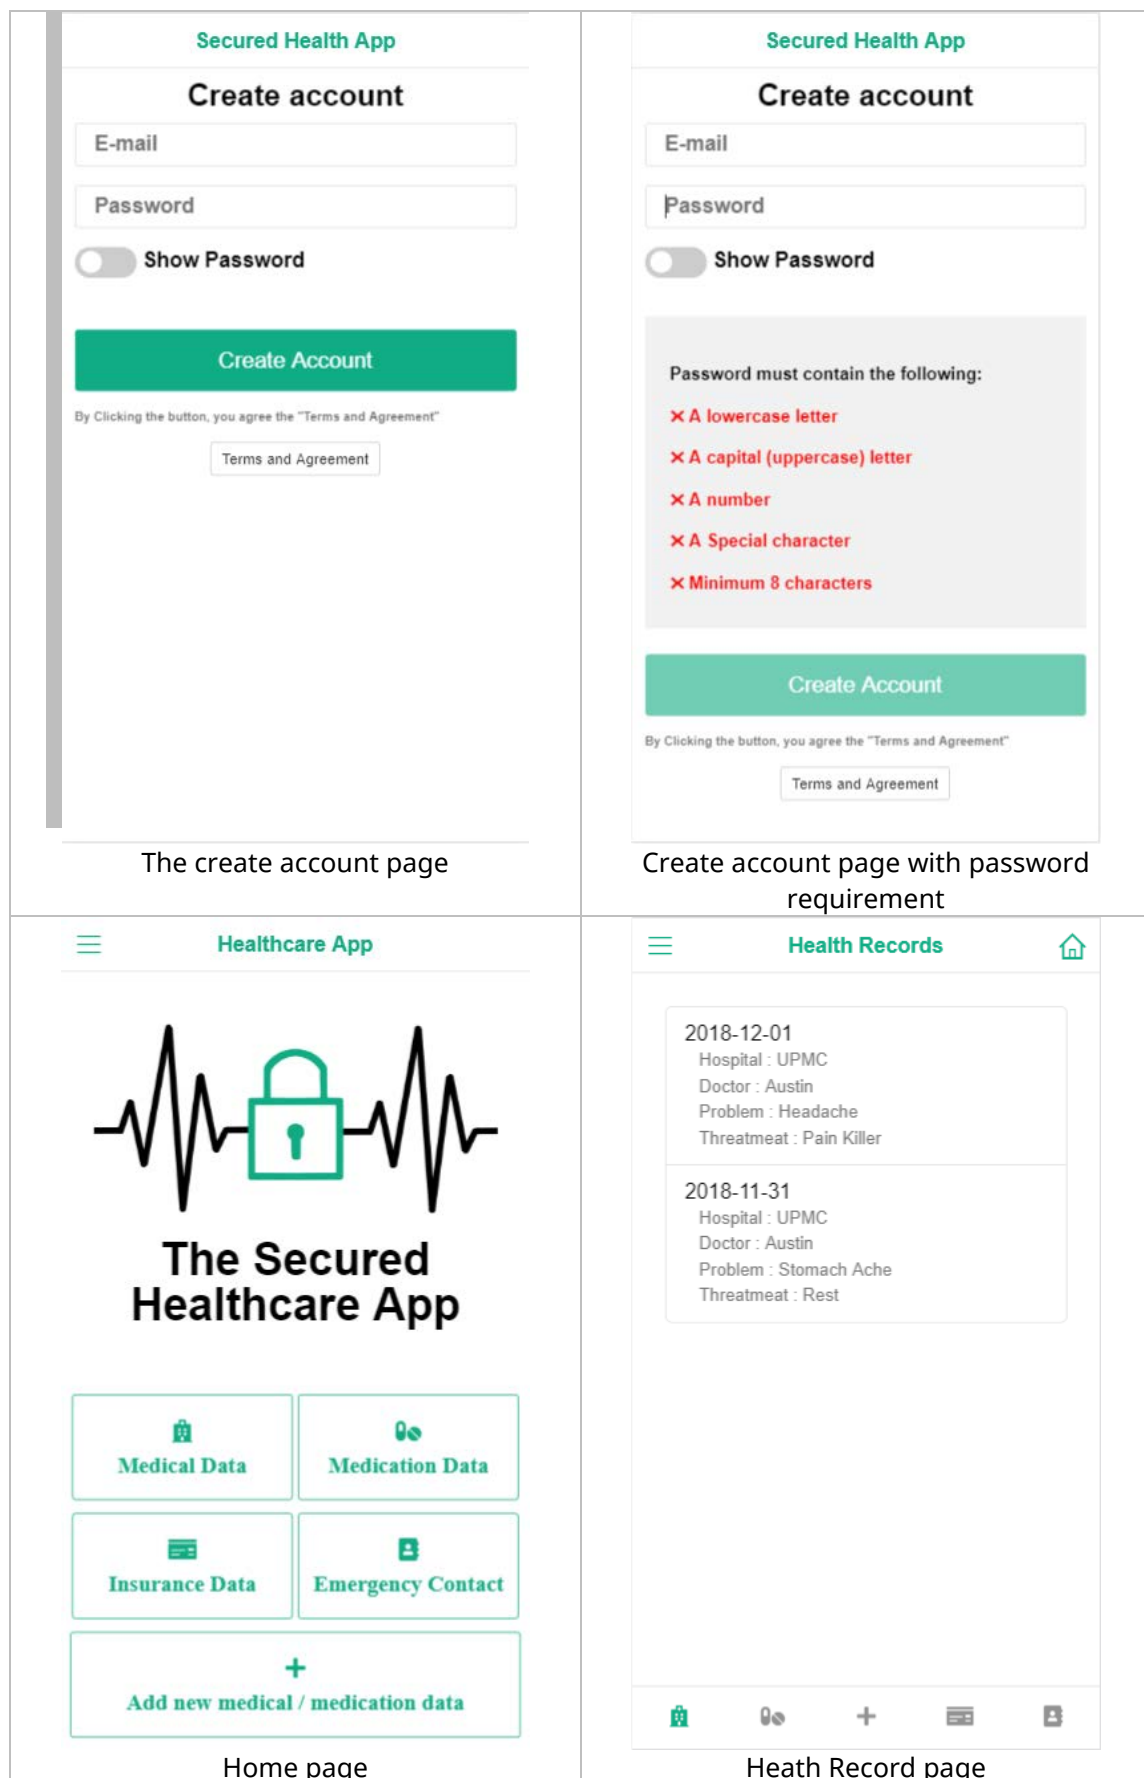 Secured Health App
Create account
E-mail
Password
Show Password
Create Account
By Clicking the button, you agree the "Terms and Agreement"
Terms and Agreement
The create account page
Secured Health App
Create account
E-mail
Password
Show Password
Password must contain the following:
× A lowercase letter
× A capital (uppercase) letter
× A number
× A Special character
× Minimum 8 characters
Create Account
By Clicking the button, you agree the "Terms and Agreement"
Terms and Agreement
Create account page with password
requirement
Healthcare App
The Secured
Healthcare App
Medical Data
Medication Data
Insurance Data
Emergency Contact
Add new medical / medication data
Home page
Health Records
2018-12-01
Hospital : UPMC
Doctor : Austin
Problem : Headache
Threatmeat : Pain Killer
2018-11-31
Hospital : UPMC
Doctor : Austin
Problem : Stomach Ache
Threatmeat : Rest
Heath Record page